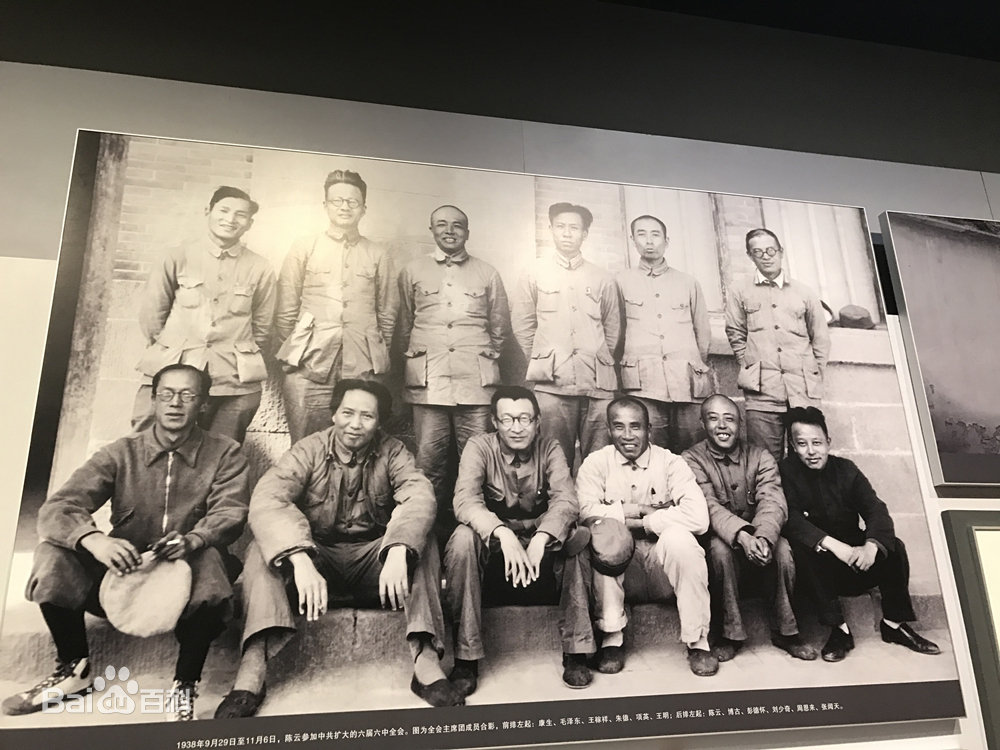 1938年9月29日至11月6日，陈云参加中共扩大的六届六中全会。图为全会主席团成员合影，前排左起：康生、毛泽东、王稼祥、朱德、项英、王明；后排左起：陈云、博古、彭德怀、刘少奇、周恩来、张闻天。
Bai百科